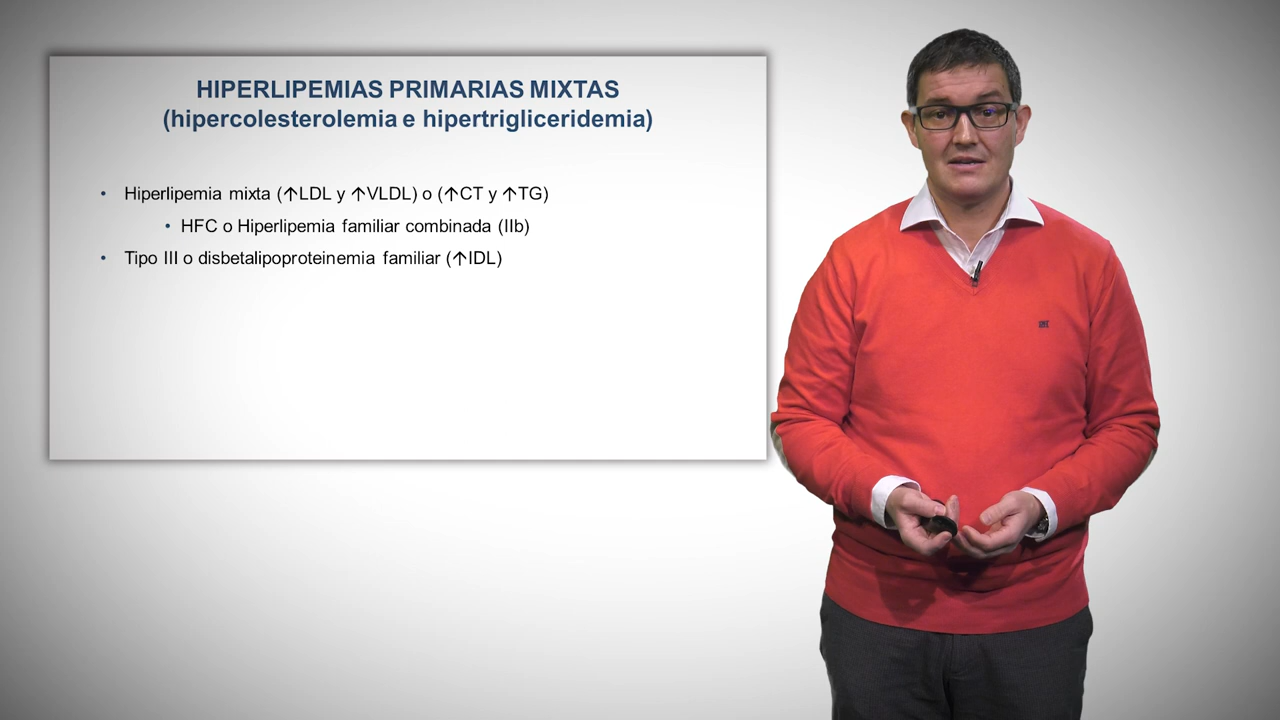 HIPERLIPEMIAS PRIMARIAS MIXTAS
(hipercolesterolemia e hipertrigliceridemia)
• Hiperlipemia mixta (↑LDL y ↑VLDL) o (↑CT y ↑TG)
• HFC o Hiperlipemia familiar combinada (IIb)
• Tipo III o disbetalipoproteinemia familiar (↑IDL)